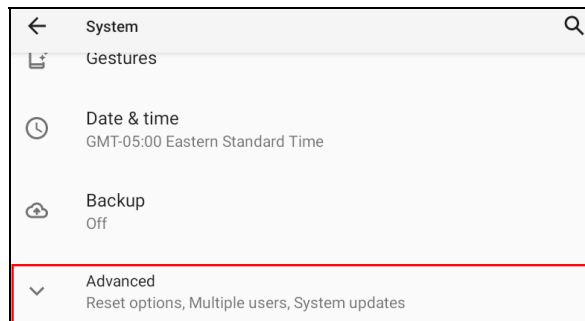 System
Gestures
Date & time
GMT-05:00 Eastern Standard Time
Backup
Off
Advanced
Reset options, Multiple users, System updates